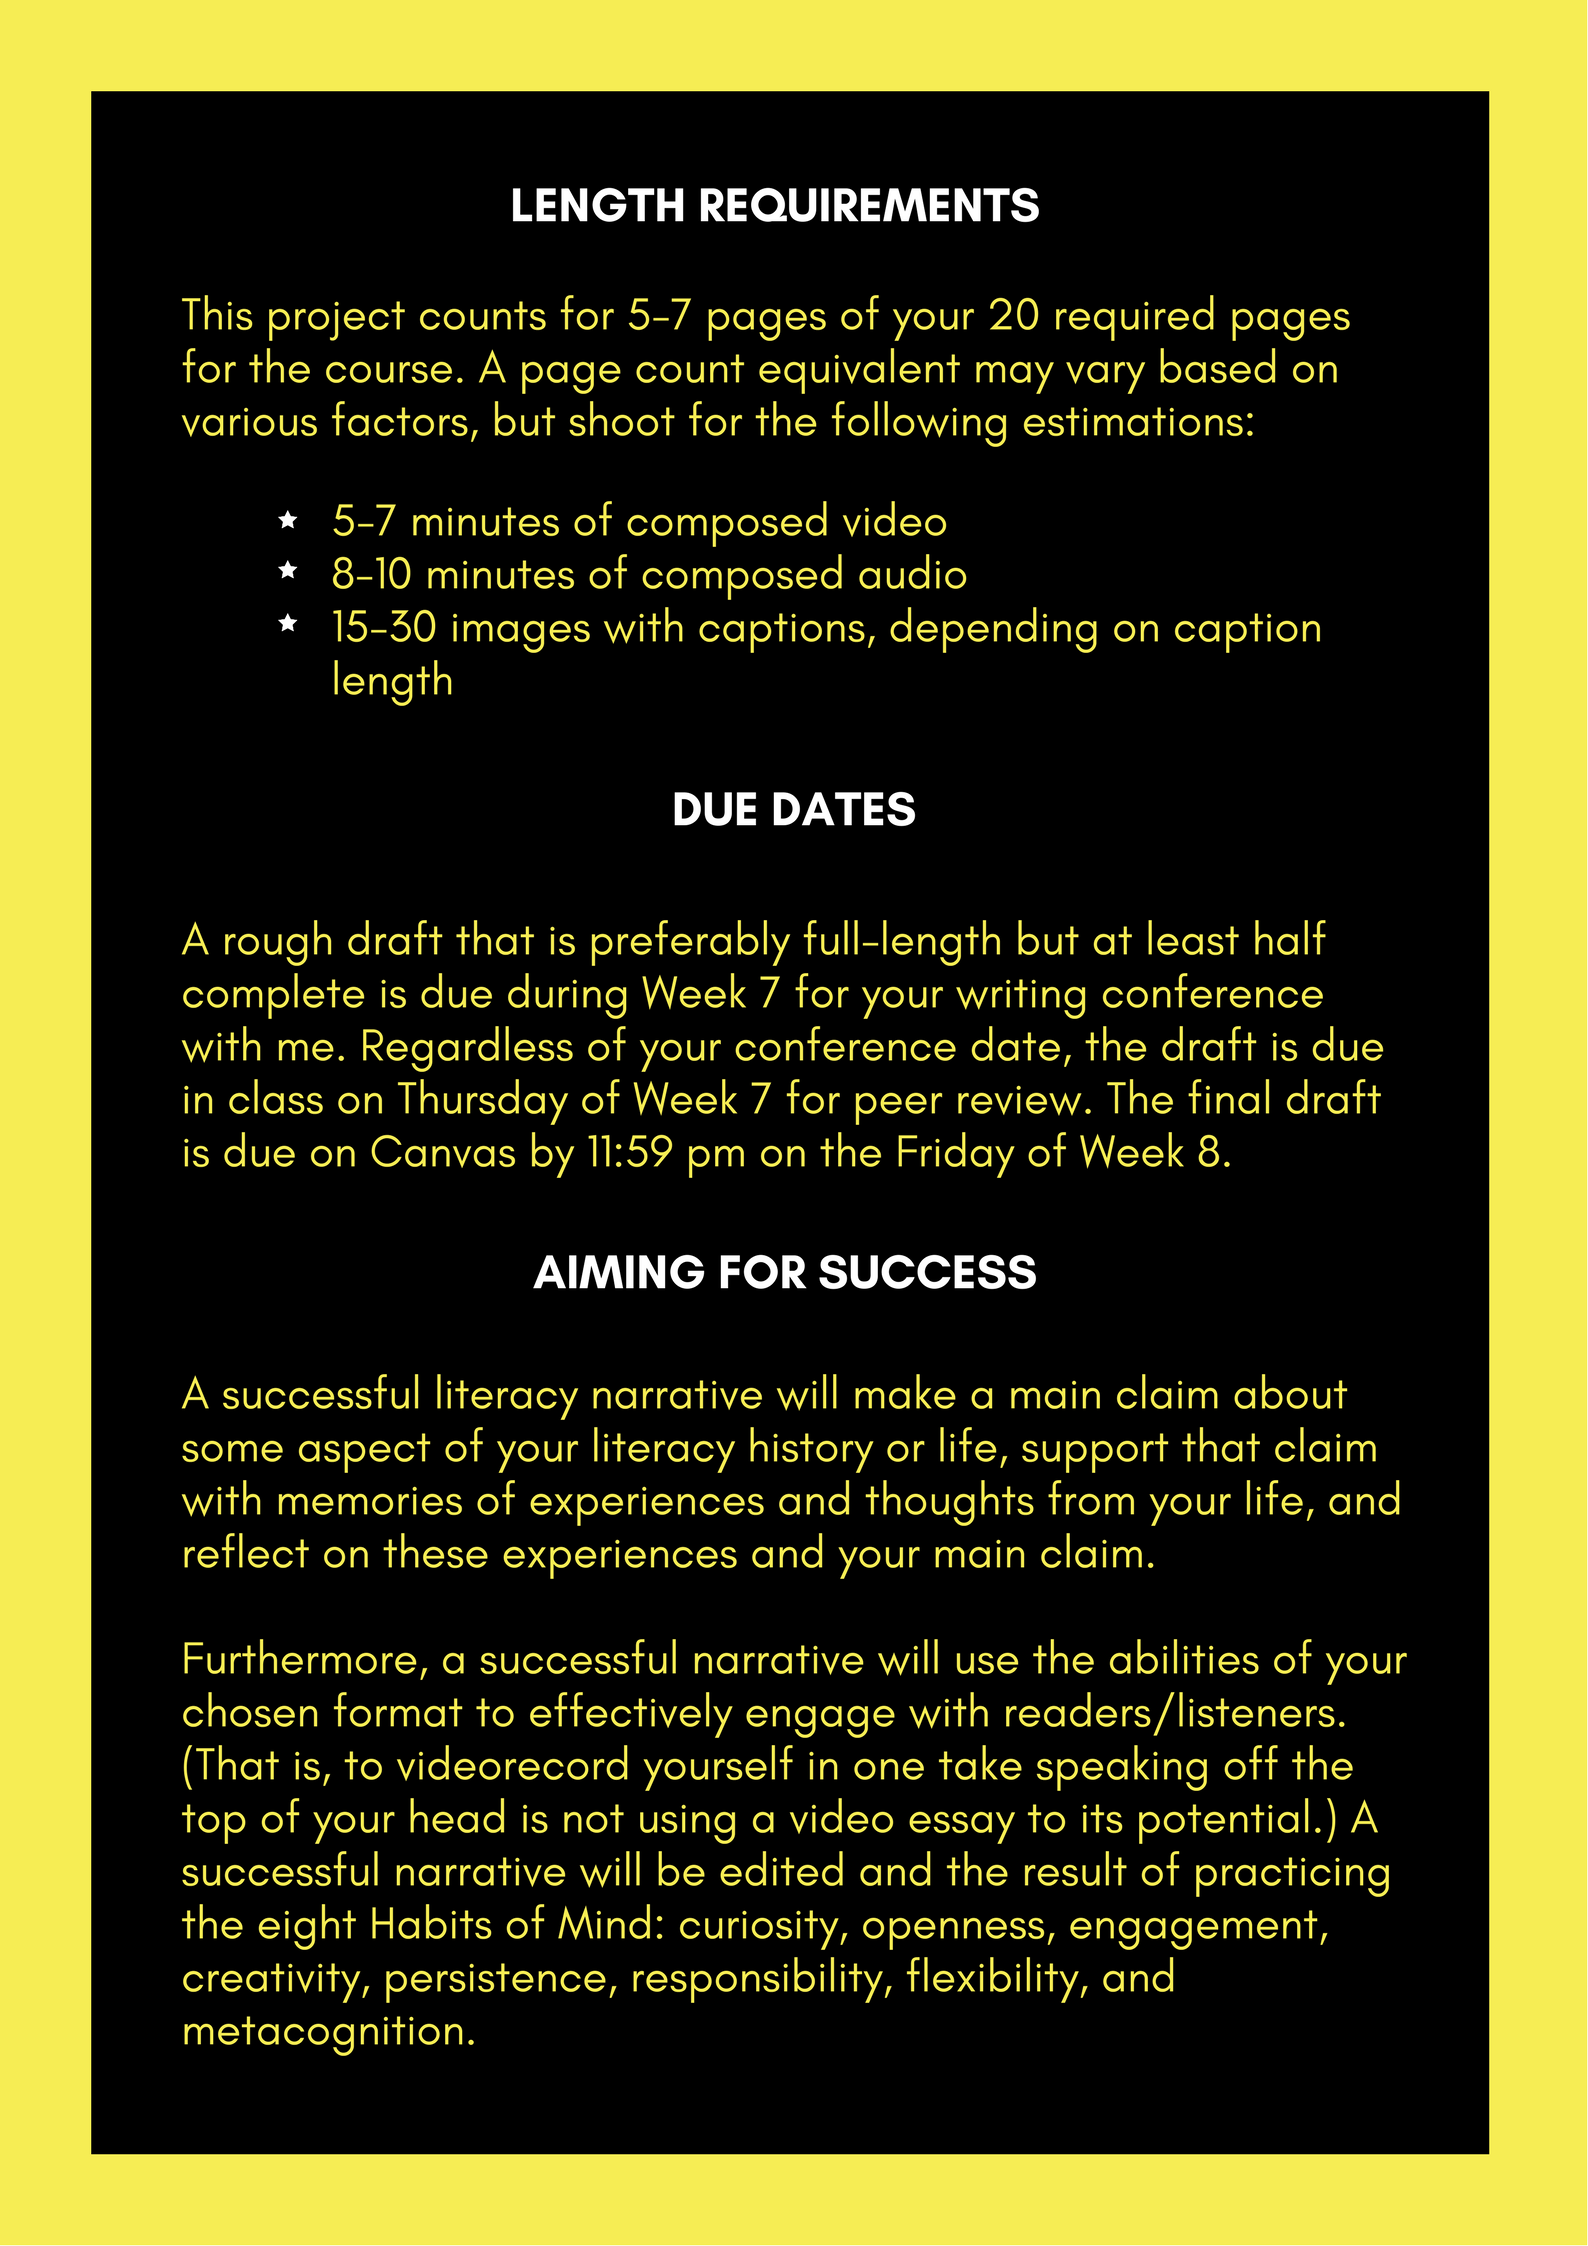 LENGTH REQUIREMENTS
This project counts for 5-7 pages of your 20 required pages
for the course. A page count equivalent may vary based on
various factors, but shoot for the following estimations:
5-7 minutes of composed video
8-10 minutes of composed audio
15-30 images with captions, depending on caption
length
DUE DATES
A rough draft that is preferably full-length but at least half
complete is due during Week 7 for your writing conference
with me. Regardless of your conference date, the draft is due
in class on Thursday of Week 7 for peer review. The final draft
is due on Canvas by 11:59 pm on the Friday of Week 8.
AIMING FOR SUCCESS
A successful literacy narrative will make a main claim about
some aspect of your literacy history or life, support that claim
with memories of experiences and thoughts from your life, and
reflect on these experiences and your main claim.
Furthermore, a successful narrative will use the abilities of your
chosen format to effectively engage with readers/listeners.
(That is, to videorecord yourself in one take speaking off the
top of your head is not using a video essay to its potential.) A
successful narrative will be edited and the result of practicing
the eight Habits of Mind: curiosity, openness, engagement,
creativity, persistence, responsibility, flexibility, and
metacognition.